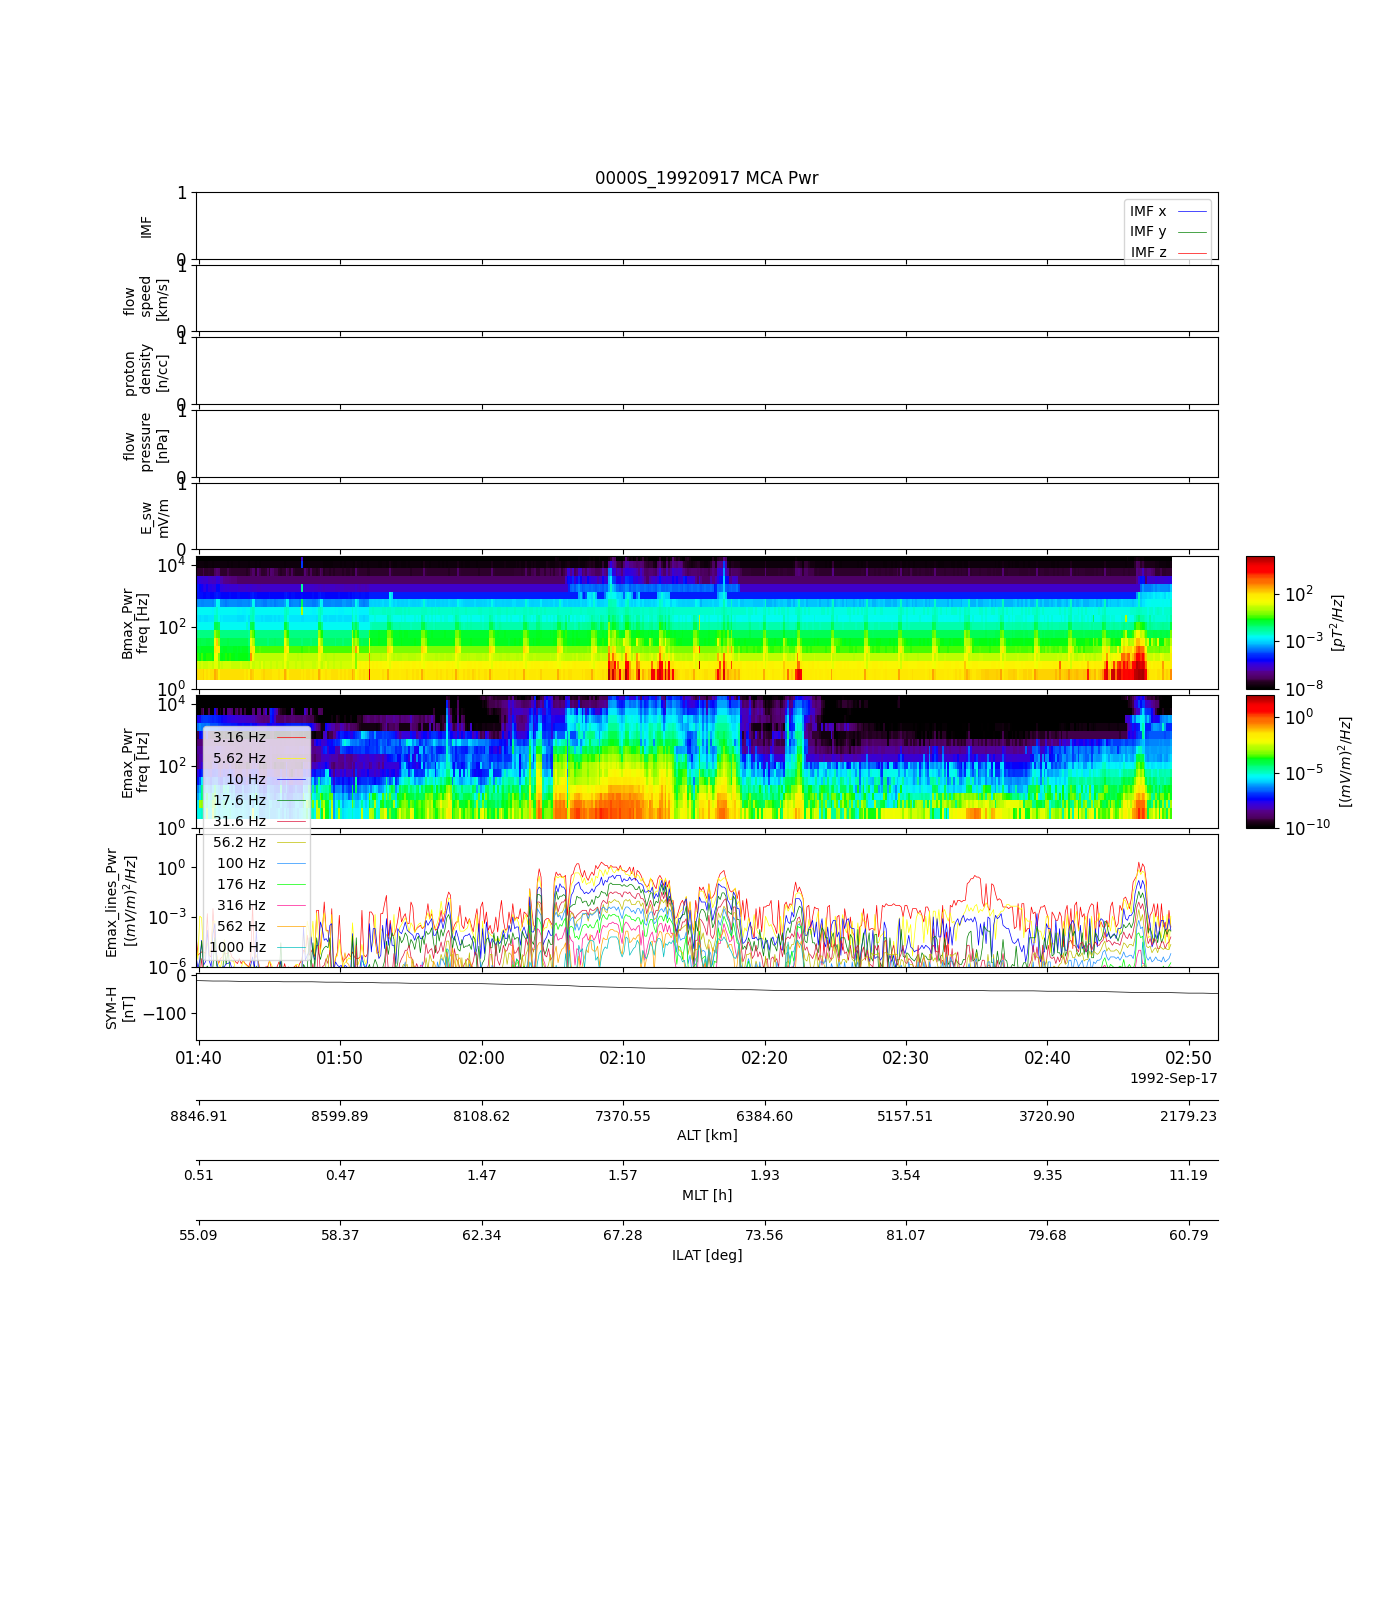 0000S_19920917 MCA Pwr
1
IMF
0
IMF x
IMF y
IMF z
1
flow
speed
[km/s]
0
1
proton
density
[n/cc]
0
1
flow
pressure
[nPa]
0
1
E_sw
mV/m
0
10^4
10^2
10^0
Bmax_Pwr
freq [Hz]
10^2
10^-3
10^-8
[pT^2/Hz]
10^4
10^2
10^0
Emax_Pwr
freq [Hz]
10^0
10^-5
10^-10
[(mV/m)^2/Hz]
3.16 Hz
5.62 Hz
10 Hz
17.6 Hz
31.6 Hz
56.2 Hz
100 Hz
176 Hz
316 Hz
562 Hz
1000 Hz
10^0
10^-3
10^-6
Emax_lines_Pwr
[(mV/m)^2/Hz]
0
−100
SYM-H
[nT]
01:40 01:50 02:00 02:10 02:20 02:30 02:40 02:50
1992-Sep-17
8846.91 8599.89 8108.62 7370.55 6384.60 5157.51 3720.90 2179.23
ALT [km]
0.51 0.47 1.47 1.57 1.93 3.54 9.35 11.19
MLT [h]
55.09 58.37 62.34 67.28 73.56 81.07 79.68 60.79
ILAT [deg]